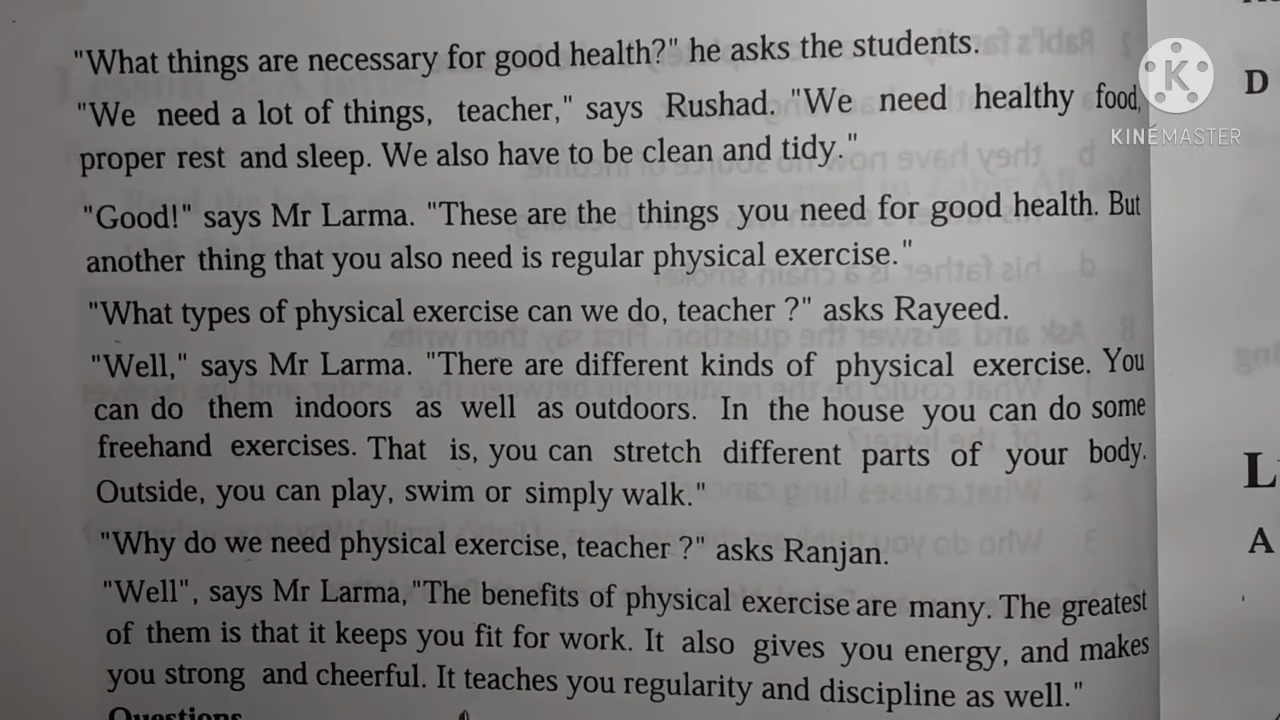 "What things are necessary for good health?" he asks the students.
"We need a lot of things, teacher," says Rushad. "We need healthy food,
proper rest and sleep. We also have to be clean and tidy."
"Good!" says Mr Larma. "These are the things you need for good health. But
another thing that you also need is regular physical exercise."
"What types of physical exercise can we do, teacher ?" asks Rayeed.
"Well," says Mr Larma. "There are different kinds of physical exercise. You
can do them indoors as well as outdoors. In the house you can do some
freehand exercises. That is, you can stretch different parts of your body.
Outside, you can play, swim or simply walk."
"Why do we need physical exercise, teacher ?" asks Ranjan.
"Well", says Mr Larma, "The benefits of physical exercise are many. The greatest
of them is that it keeps you fit for work. It also gives you energy, and makes
you strong and cheerful. It teaches you regularity and discipline as well."
Questions
K
KINEMASTER
D
L
A